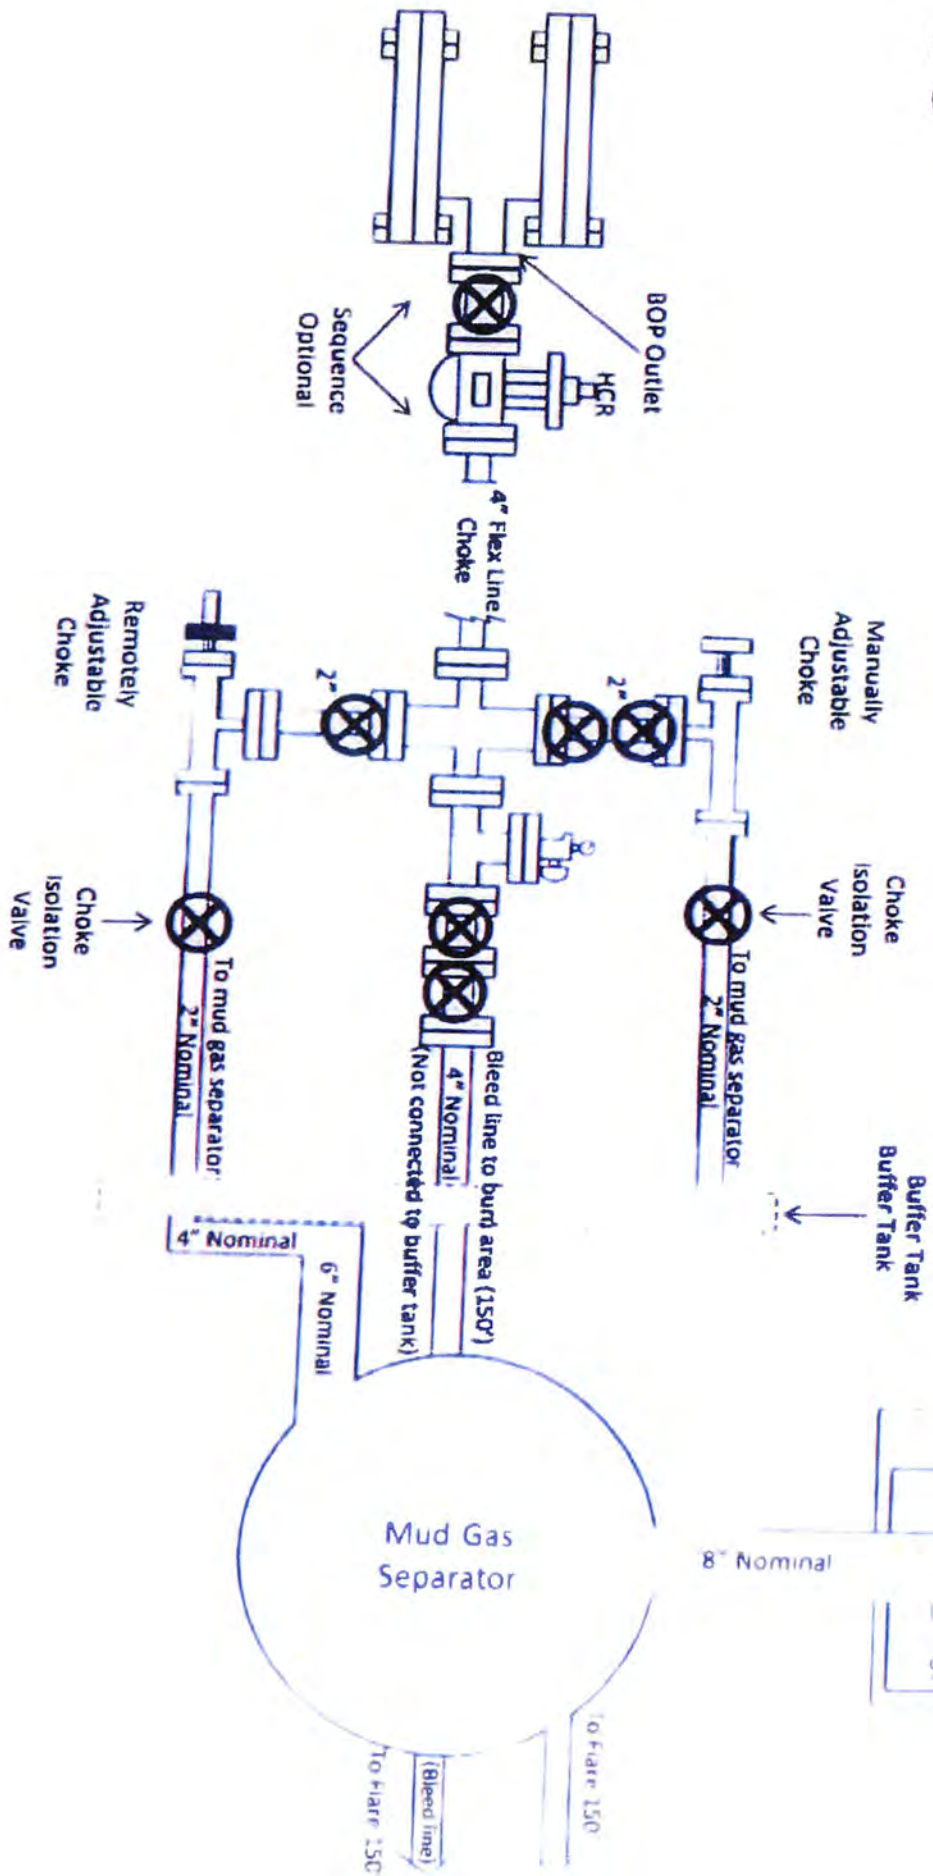 BOP Outlet
HCR
Sequence
Optional
4" Flex Line
Choke
Manually
Adjustable
Choke
2"
2"
Remotely
Adjustable
Choke
Choke
Isolation
Valve
Choke
Isolation
Valve
To mud gas separator
2" Nominal
To mud gas separator
2" Nominal
Bleed line to burn area (150')
4" Nominal
(Not connected to buffer tank)
Buffer Tank
Buffer Tank
4" Nominal
6" Nominal
Mud Gas
Separator
8" Nominal
To Flare 150'
(Bleed line)
To Flare 150'